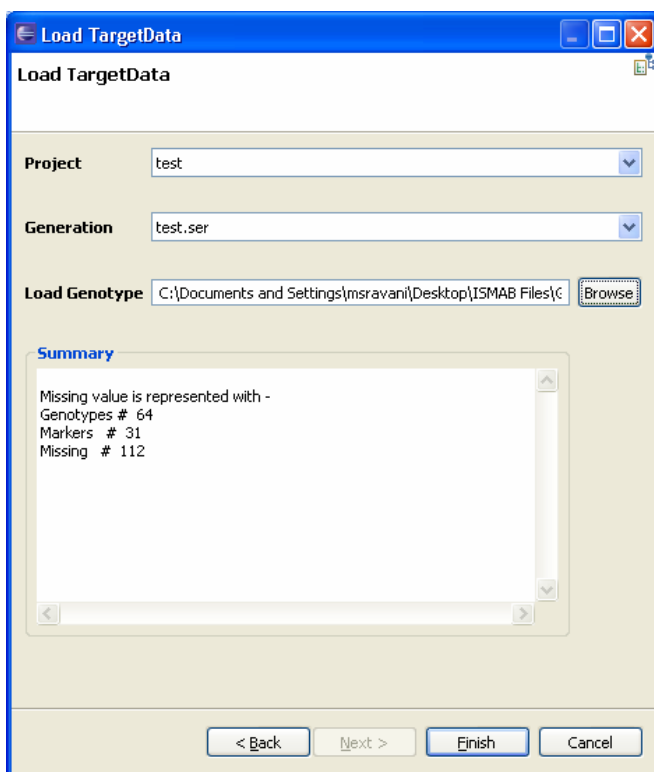 Load TargetData
Load TargetData
Project test
Generation test.ser
Load Genotype C:\Documents and Settings\msravani\Desktop\ISMAB Files\G Browse
Summary
Missing value is represented with -
Genotypes # 64
Markers # 31
Missing # 112
< Back Next > Finish Cancel